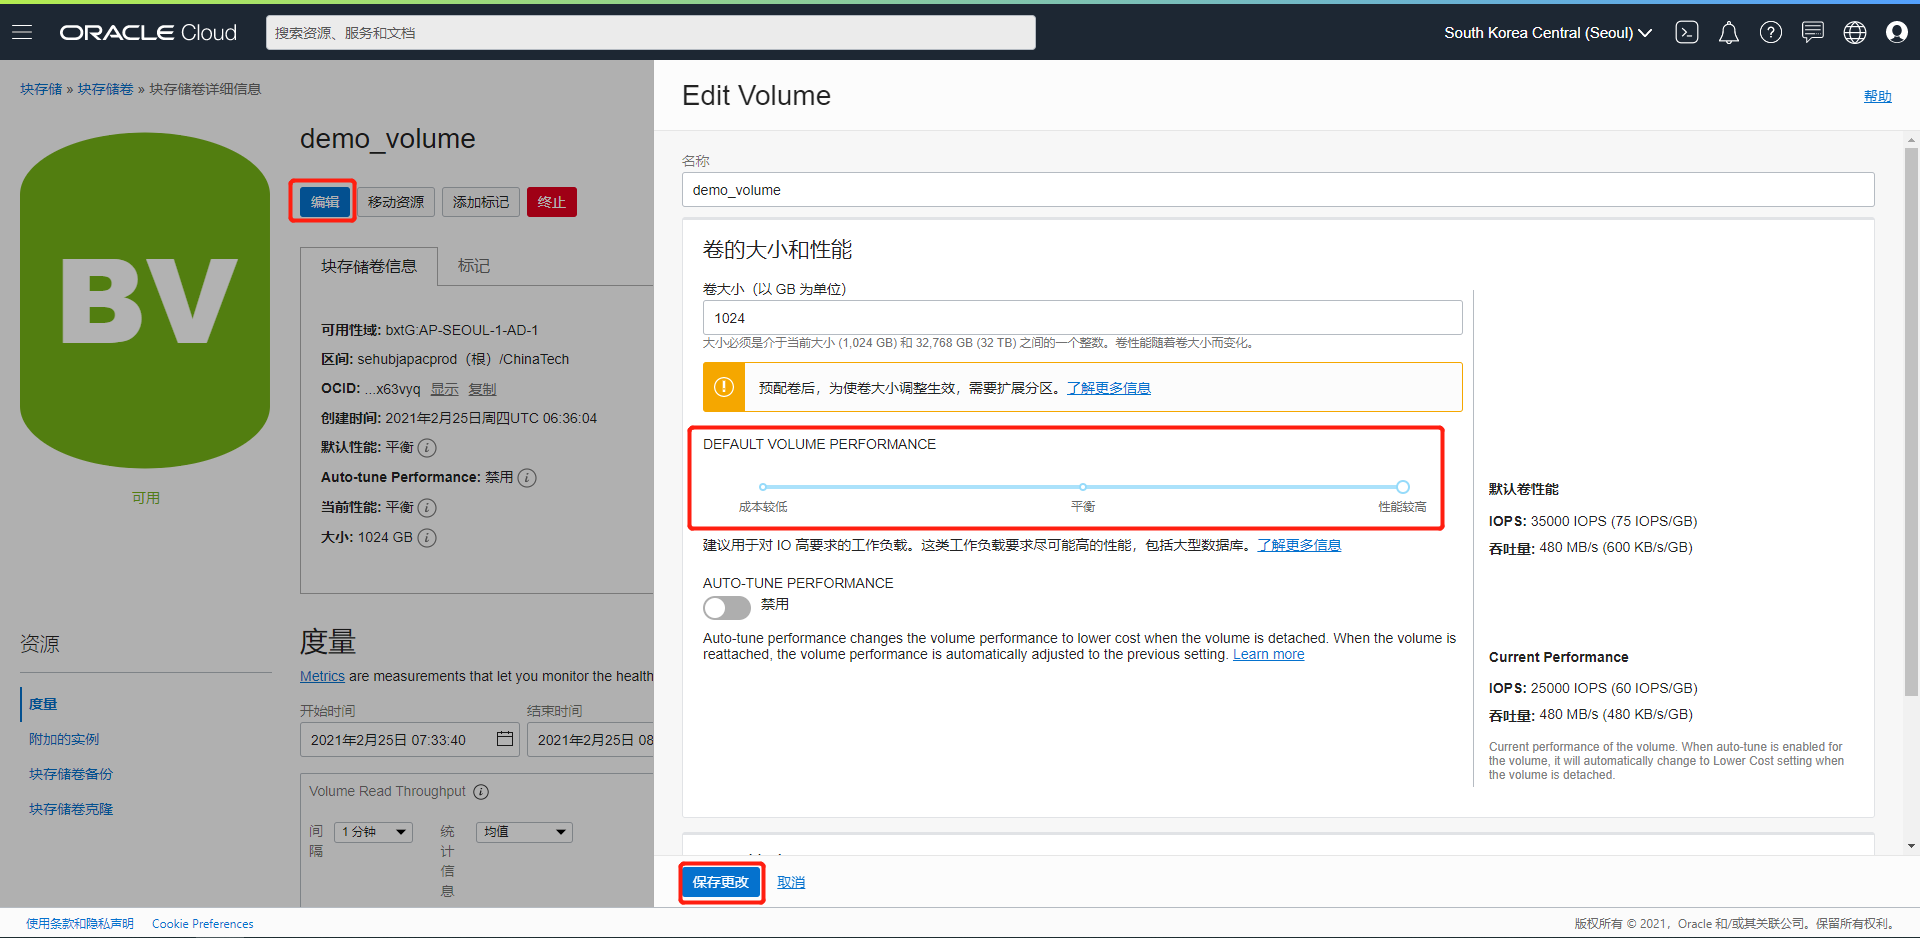 ORACLE Cloud
搜索资源、服务和文档
South Korea Central (Seoul)
块存储 » 块存储卷 » 块存储卷详细信息
BV
可用
demo_volume
编辑 移动资源 添加标记 终止
块存储卷信息 标记
可用性域: bxtG:AP-SEOUL-1-AD-1
区间: sehubjapacprod（根）/ChinaTech
OCID: ...x63vyq 显示 复制
创建时间: 2021年2月25日周四UTC 06:36:04
默认性能: 平衡
Auto-tune Performance: 禁用
当前性能: 平衡
大小: 1024 GB
资源
度量
附加的实例
块存储卷备份
块存储卷克隆
度量
Metrics are measurements that let you monitor the health
开始时间 结束时间
2021年2月25日 07:33:40 2021年2月25日 08
Volume Read Throughput
间隔 1 分钟 统计信息 均值
Edit Volume
帮助
名称
demo_volume
卷的大小和性能
卷大小（以 GB 为单位）
1024
大小必须是介于当前大小 (1,024 GB) 和 32,768 GB (32 TB) 之间的一个整数。卷性能随着卷大小而变化。
预配卷后，为使卷大小调整生效，需要扩展分区。了解更多信息
DEFAULT VOLUME PERFORMANCE
成本较低 平衡 性能较高
建议用于对 IO 高要求的工作负载。这类工作负载要求尽可能高的性能，包括大型数据库。了解更多信息
AUTO-TUNE PERFORMANCE
禁用
Auto-tune performance changes the volume performance to lower cost when the volume is detached. When the volume is
reattached, the volume performance is automatically adjusted to the previous setting. Learn more
默认卷性能
IOPS: 35000 IOPS (75 IOPS/GB)
吞吐量: 480 MB/s (600 KB/s/GB)
Current Performance
IOPS: 25000 IOPS (60 IOPS/GB)
吞吐量: 480 MB/s (480 KB/s/GB)
Current performance of the volume. When auto-tune is enabled for
the volume, it will automatically change to Lower Cost setting when
the volume is detached.
保存更改 取消
使用条款和隐私声明 Cookie Preferences
版权所有 © 2021，Oracle 和/或其关联公司。保留所有权利。